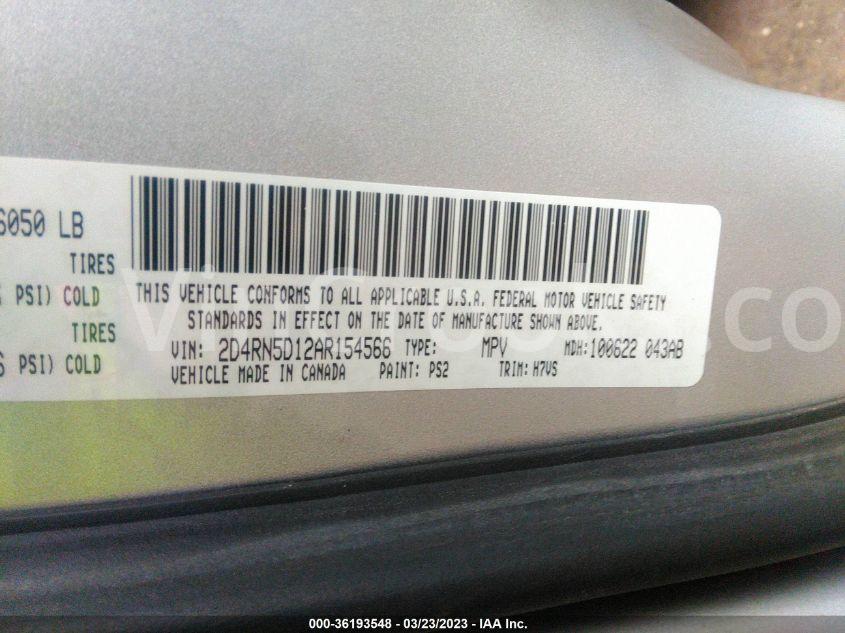 6050 LB
TIRES
PSI) COLD
TIRES
PSI) COLD
THIS VEHICLE CONFORMS TO ALL APPLICABLE U.S.A. FEDERAL MOTOR VEHICLE SAFETY
STANDARDS IN EFFECT ON THE DATE OF MANUFACTURE SHOWN ABOVE.
VIN: 2D4RN5D12AR154566 TYPE: MPV MDH:100622 043AB
VEHICLE MADE IN CANADA PAINT: PS2 TRIM: H7VS
000-36193548 - 03/23/2023 - IAA Inc.